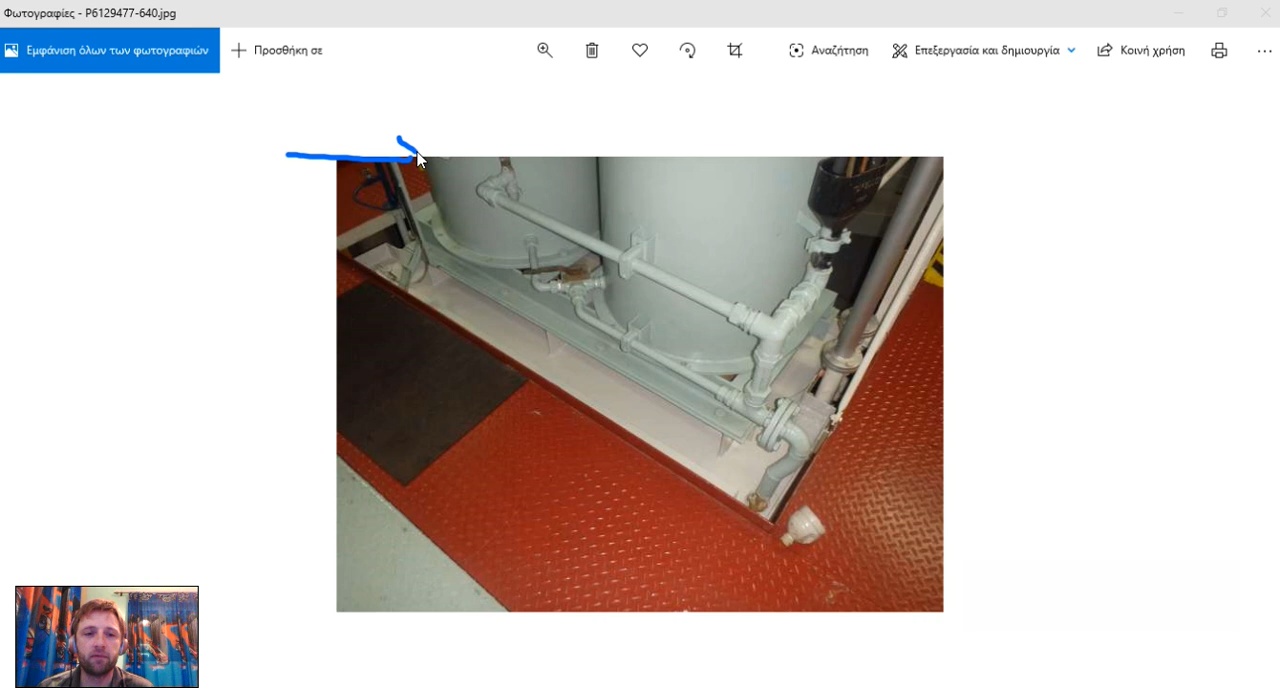 Φωτογραφίες - P6129477-640.jpg
Εμφάνιση όλων των φωτογραφιών
Προσθήκη σε
Αναζήτηση
Επεξεργασία και δημιουργία
Κοινή χρήση